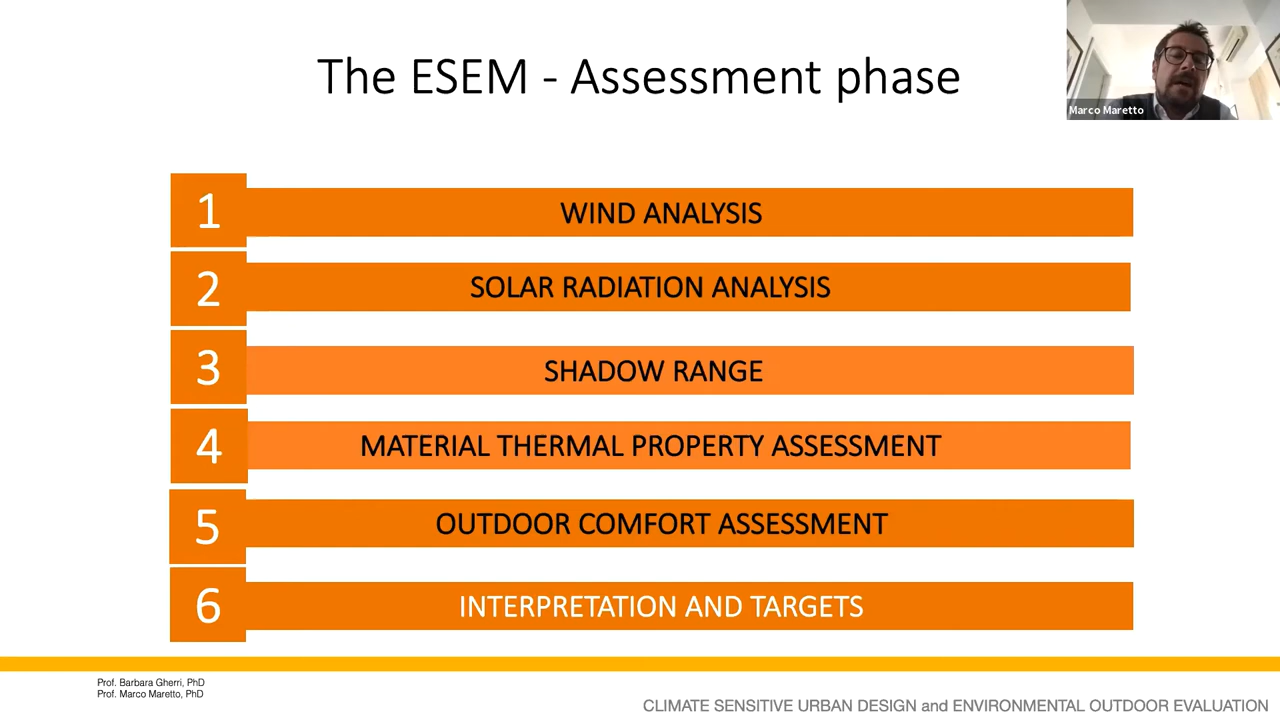 The ESEM - Assessment phase
Marco Maretto
1
WIND ANALYSIS
2
SOLAR RADIATION ANALYSIS
3
SHADOW RANGE
4
MATERIAL THERMAL PROPERTY ASSESSMENT
5
OUTDOOR COMFORT ASSESSMENT
6
INTERPRETATION AND TARGETS
Prof. Barbara Gherri, PhD
Prof. Marco Maretto, PhD
CLIMATE SENSITIVE URBAN DESIGN and ENVIRONMENTAL OUTDOOR EVALUATION